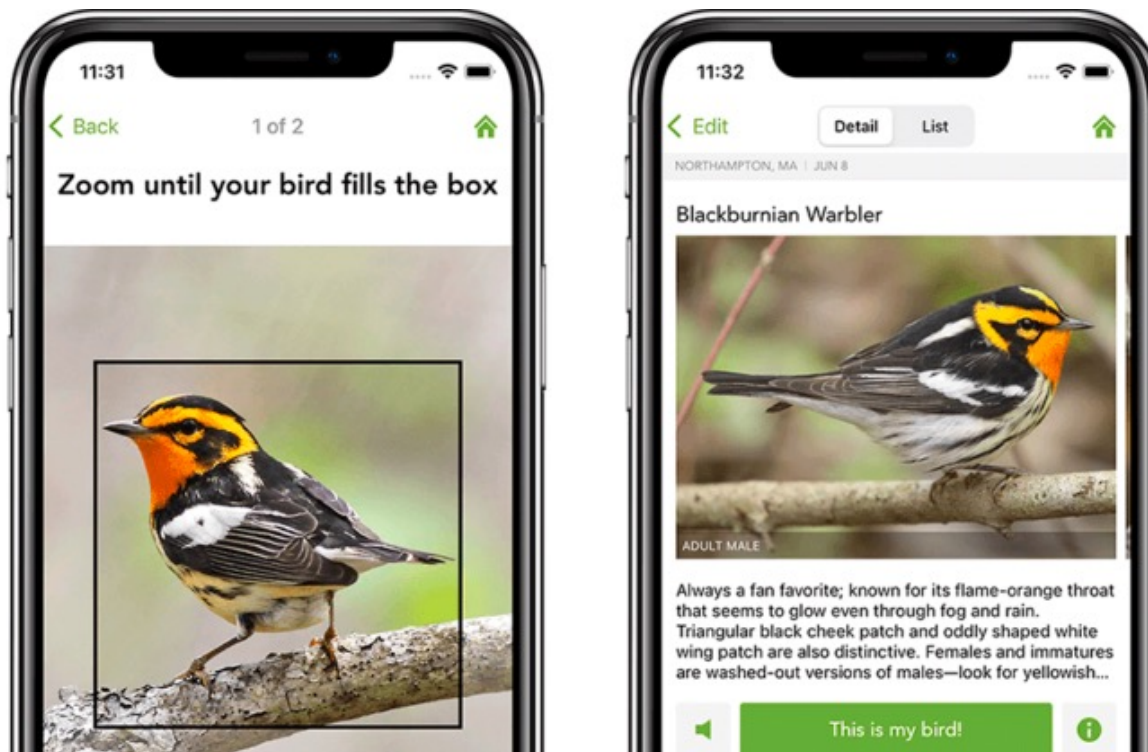 11:31
Back
1 of 2
Zoom until your bird fills the box
11:32
Edit
Detail
List
NORTHAMPTON, MA | JUN 8
Blackburnian Warbler
ADULT MALE
Always a fan favorite; known for its flame-orange throat
that seems to glow even through fog and rain.
Triangular black cheek patch and oddly shaped white
wing patch are also distinctive. Females and immatures
are washed-out versions of males—look for yellowish...
This is my bird!